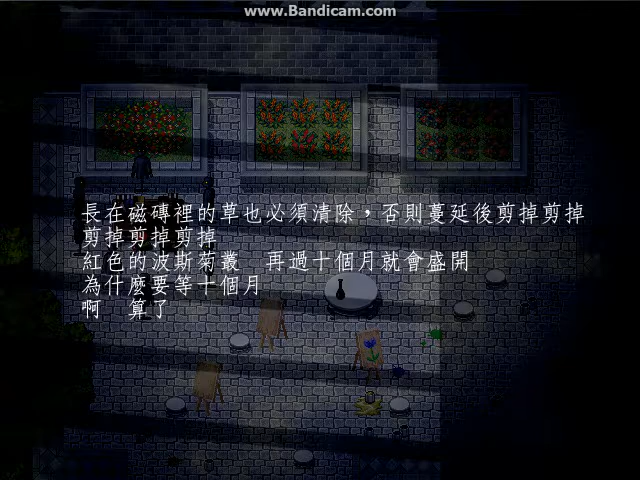 www.Bandicam.com
長在磁磚裡的草也必須清除，否則蔓延後剪掉剪掉
剪掉剪掉剪掉
紅色的波斯菊叢　再過十個月就會盛開
為什麼要等十個月
啊　算了